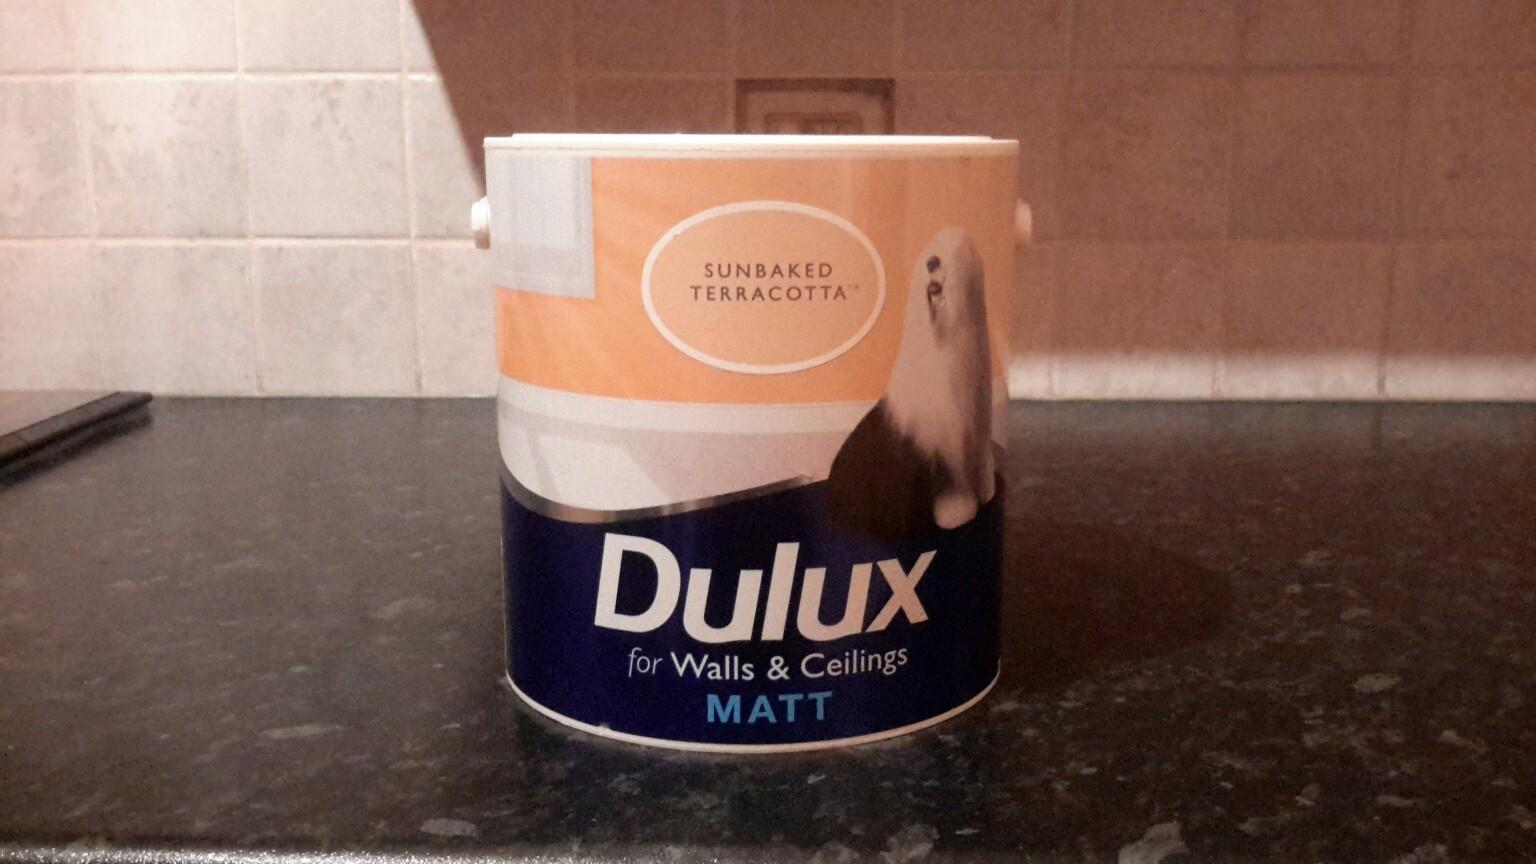 SUNBAKED
TERRACOTTA™
Dulux
for Walls & Ceilings
MATT